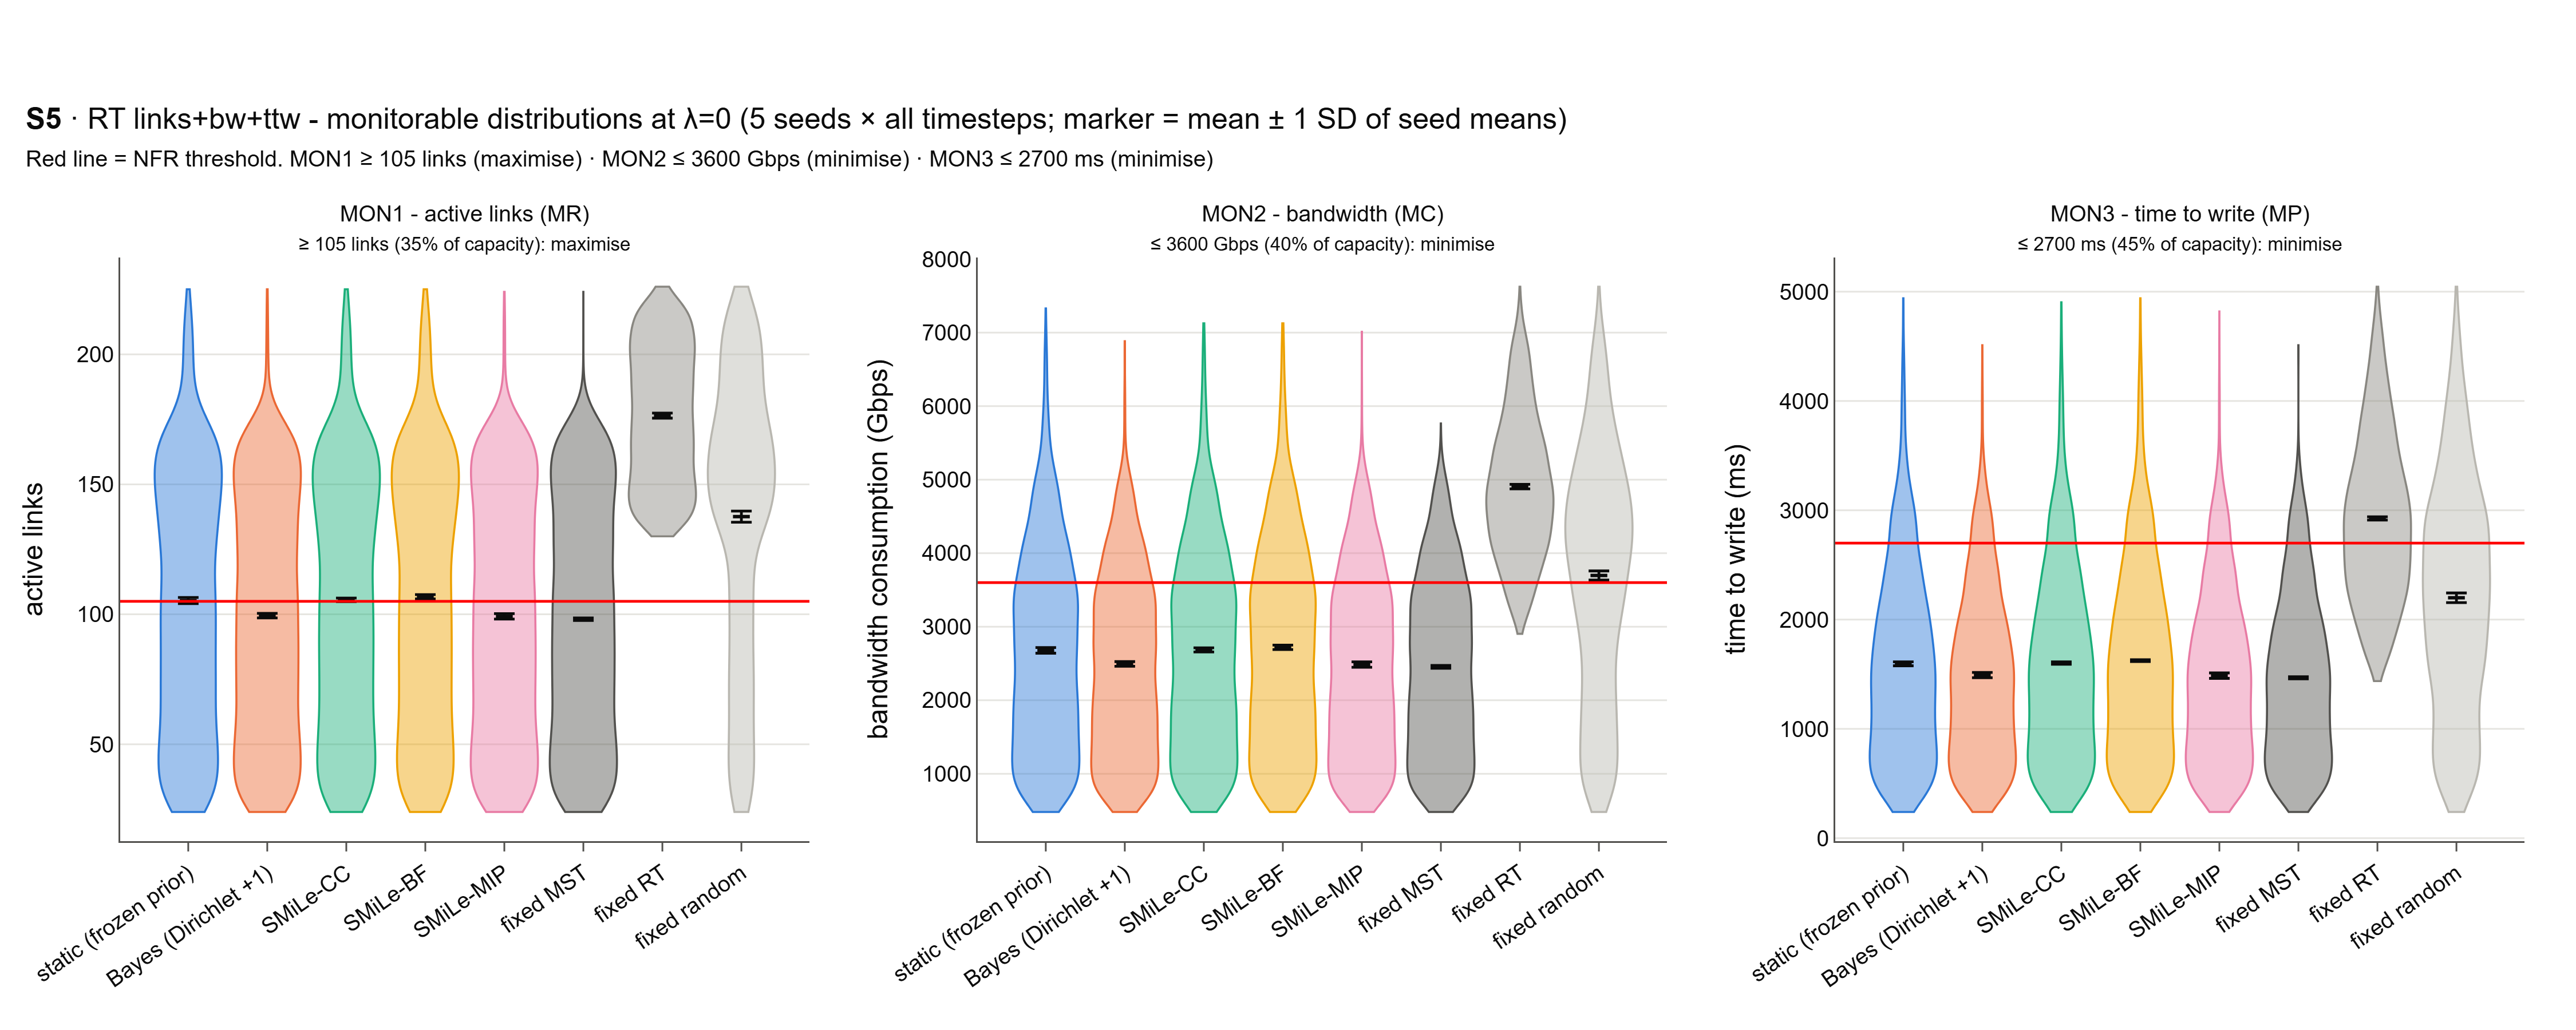 S5 · RT links+bw+ttw - monitorable distributions at λ=0 (5 seeds × all timesteps; marker = mean ± 1 SD of seed means)
Red line = NFR threshold. MON1 ≥ 105 links (maximise) · MON2 ≤ 3600 Gbps (minimise) · MON3 ≤ 2700 ms (minimise)
MON1 - active links (MR)
≥ 105 links (35% of capacity): maximise
active links
200
150
100
50
static (frozen prior)
Bayes (Dirichlet +1)
SMiLe-CC
SMiLe-BF
SMiLe-MIP
fixed MST
fixed RT
fixed random
MON2 - bandwidth (MC)
≤ 3600 Gbps (40% of capacity): minimise
bandwidth consumption (Gbps)
8000
7000
6000
5000
4000
3000
2000
1000
static (frozen prior)
Bayes (Dirichlet +1)
SMiLe-CC
SMiLe-BF
SMiLe-MIP
fixed MST
fixed RT
fixed random
MON3 - time to write (MP)
≤ 2700 ms (45% of capacity): minimise
time to write (ms)
5000
4000
3000
2000
1000
0
static (frozen prior)
Bayes (Dirichlet +1)
SMiLe-CC
SMiLe-BF
SMiLe-MIP
fixed MST
fixed RT
fixed random